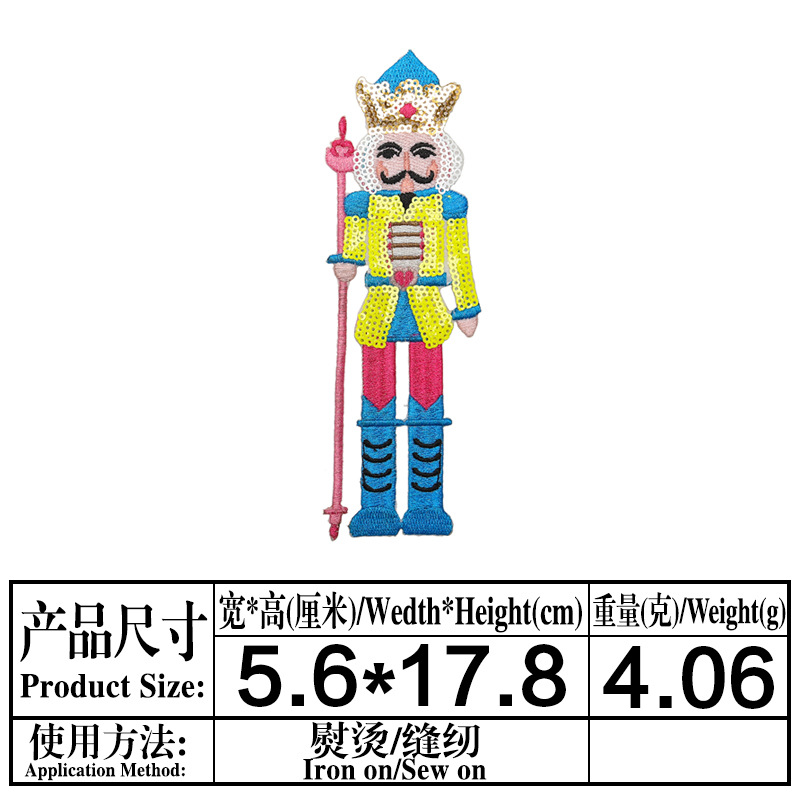 产品尺寸
Product Size:
宽*高(厘米)/Wedth*Height(cm)
重量(克)/Weight(g)
5.6*17.8
4.06
使用方法:
Application Method:
熨烫/缝纫
Iron on/Sew on